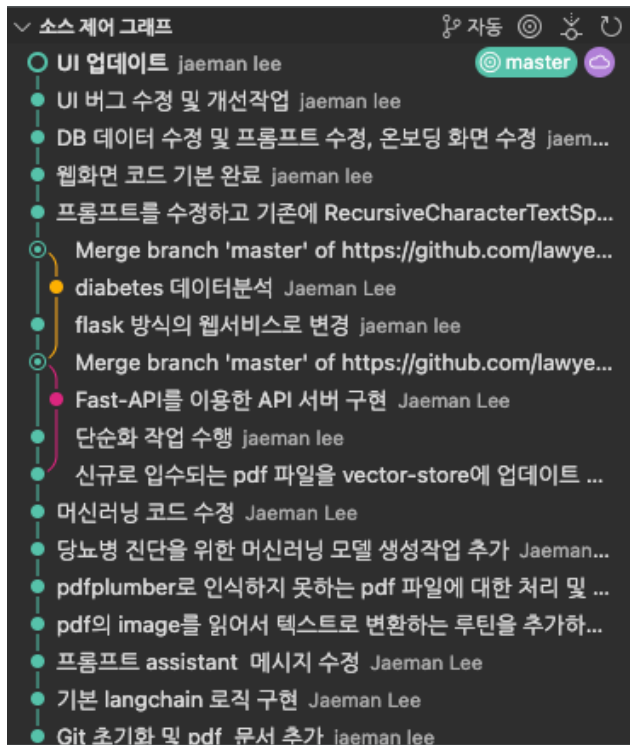 소스 제어 그래프 자동
UI 업데이트 jaeman lee master
UI 버그 수정 및 개선작업 jaeman lee
DB 데이터 수정 및 프롬프트 수정, 온보딩 화면 수정 jaem...
웹화면 코드 기본 완료 jaeman lee
프롬프트를 수정하고 기존에 RecursiveCharacterTextSp...
Merge branch 'master' of https://github.com/lawye...
diabetes 데이터분석 Jaeman Lee
flask 방식의 웹서비스로 변경 jaeman lee
Merge branch 'master' of https://github.com/lawye...
Fast-API를 이용한 API 서버 구현 Jaeman Lee
단순화 작업 수행 jaeman lee
신규로 입수되는 pdf 파일을 vector-store에 업데이트 ...
머신러닝 코드 수정 Jaeman Lee
당뇨병 진단을 위한 머신러닝 모델 생성작업 추가 Jaeman...
pdfplumber로 인식하지 못하는 pdf 파일에 대한 처리 및 ...
pdf의 image를 읽어서 텍스트로 변환하는 루틴을 추가하...
프롬프트 assistant 메시지 수정 Jaeman Lee
기본 langchain 로직 구현 Jaeman Lee
Git 초기화 및 pdf 문서 추가 jaeman lee